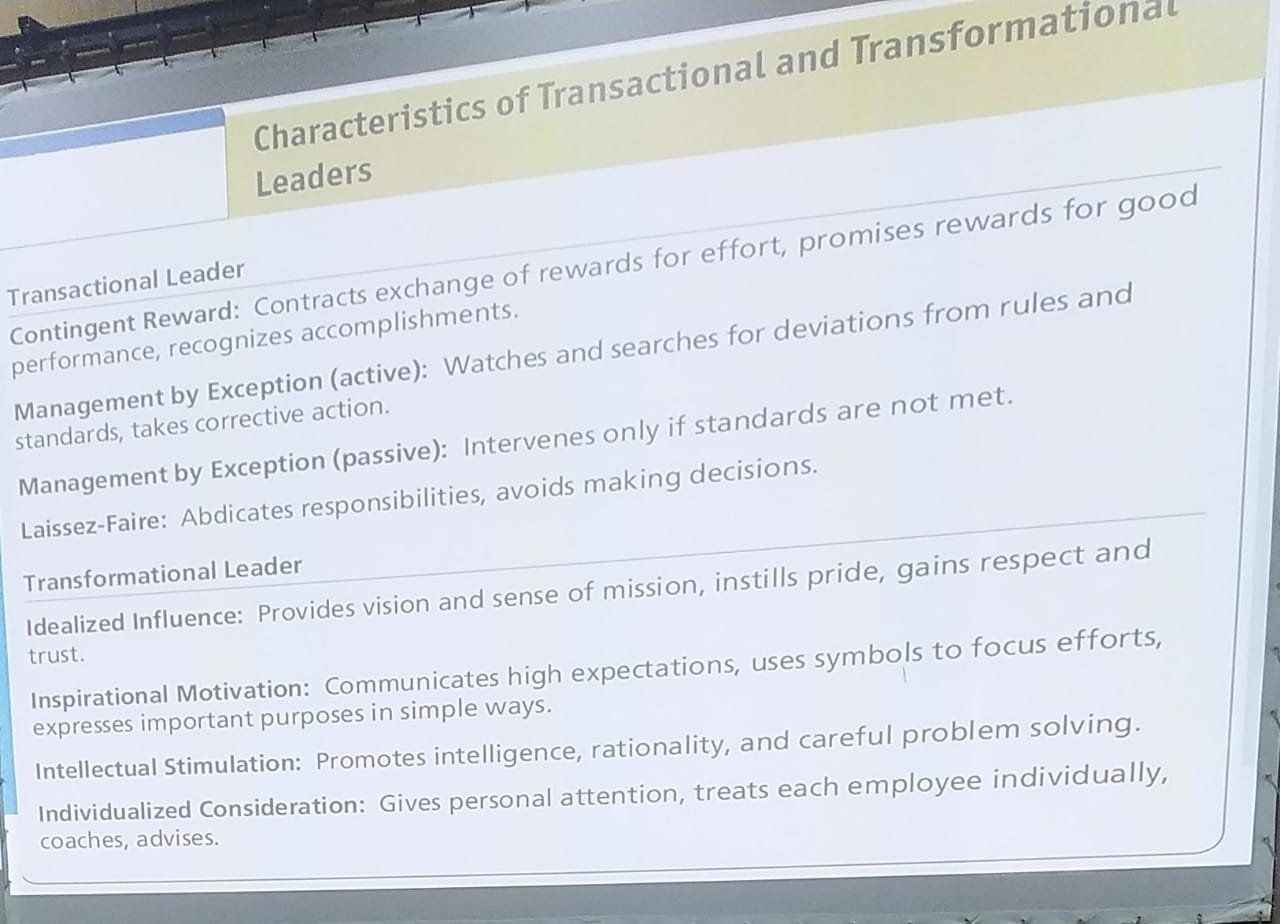 Characteristics of Transactional and Transformational
Leaders
Transactional Leader
Contingent Reward: Contracts exchange of rewards for effort, promises rewards for good
performance, recognizes accomplishments.
Management by Exception (active): Watches and searches for deviations from rules and
standards, takes corrective action.
Management by Exception (passive): Intervenes only if standards are not met.
Laissez-Faire: Abdicates responsibilities, avoids making decisions.
Transformational Leader
Idealized Influence: Provides vision and sense of mission, instills pride, gains respect and
trust.
Inspirational Motivation: Communicates high expectations, uses symbols to focus efforts,
expresses important purposes in simple ways.
Intellectual Stimulation: Promotes intelligence, rationality, and careful problem solving.
Individualized Consideration: Gives personal attention, treats each employee individually,
coaches, advises.